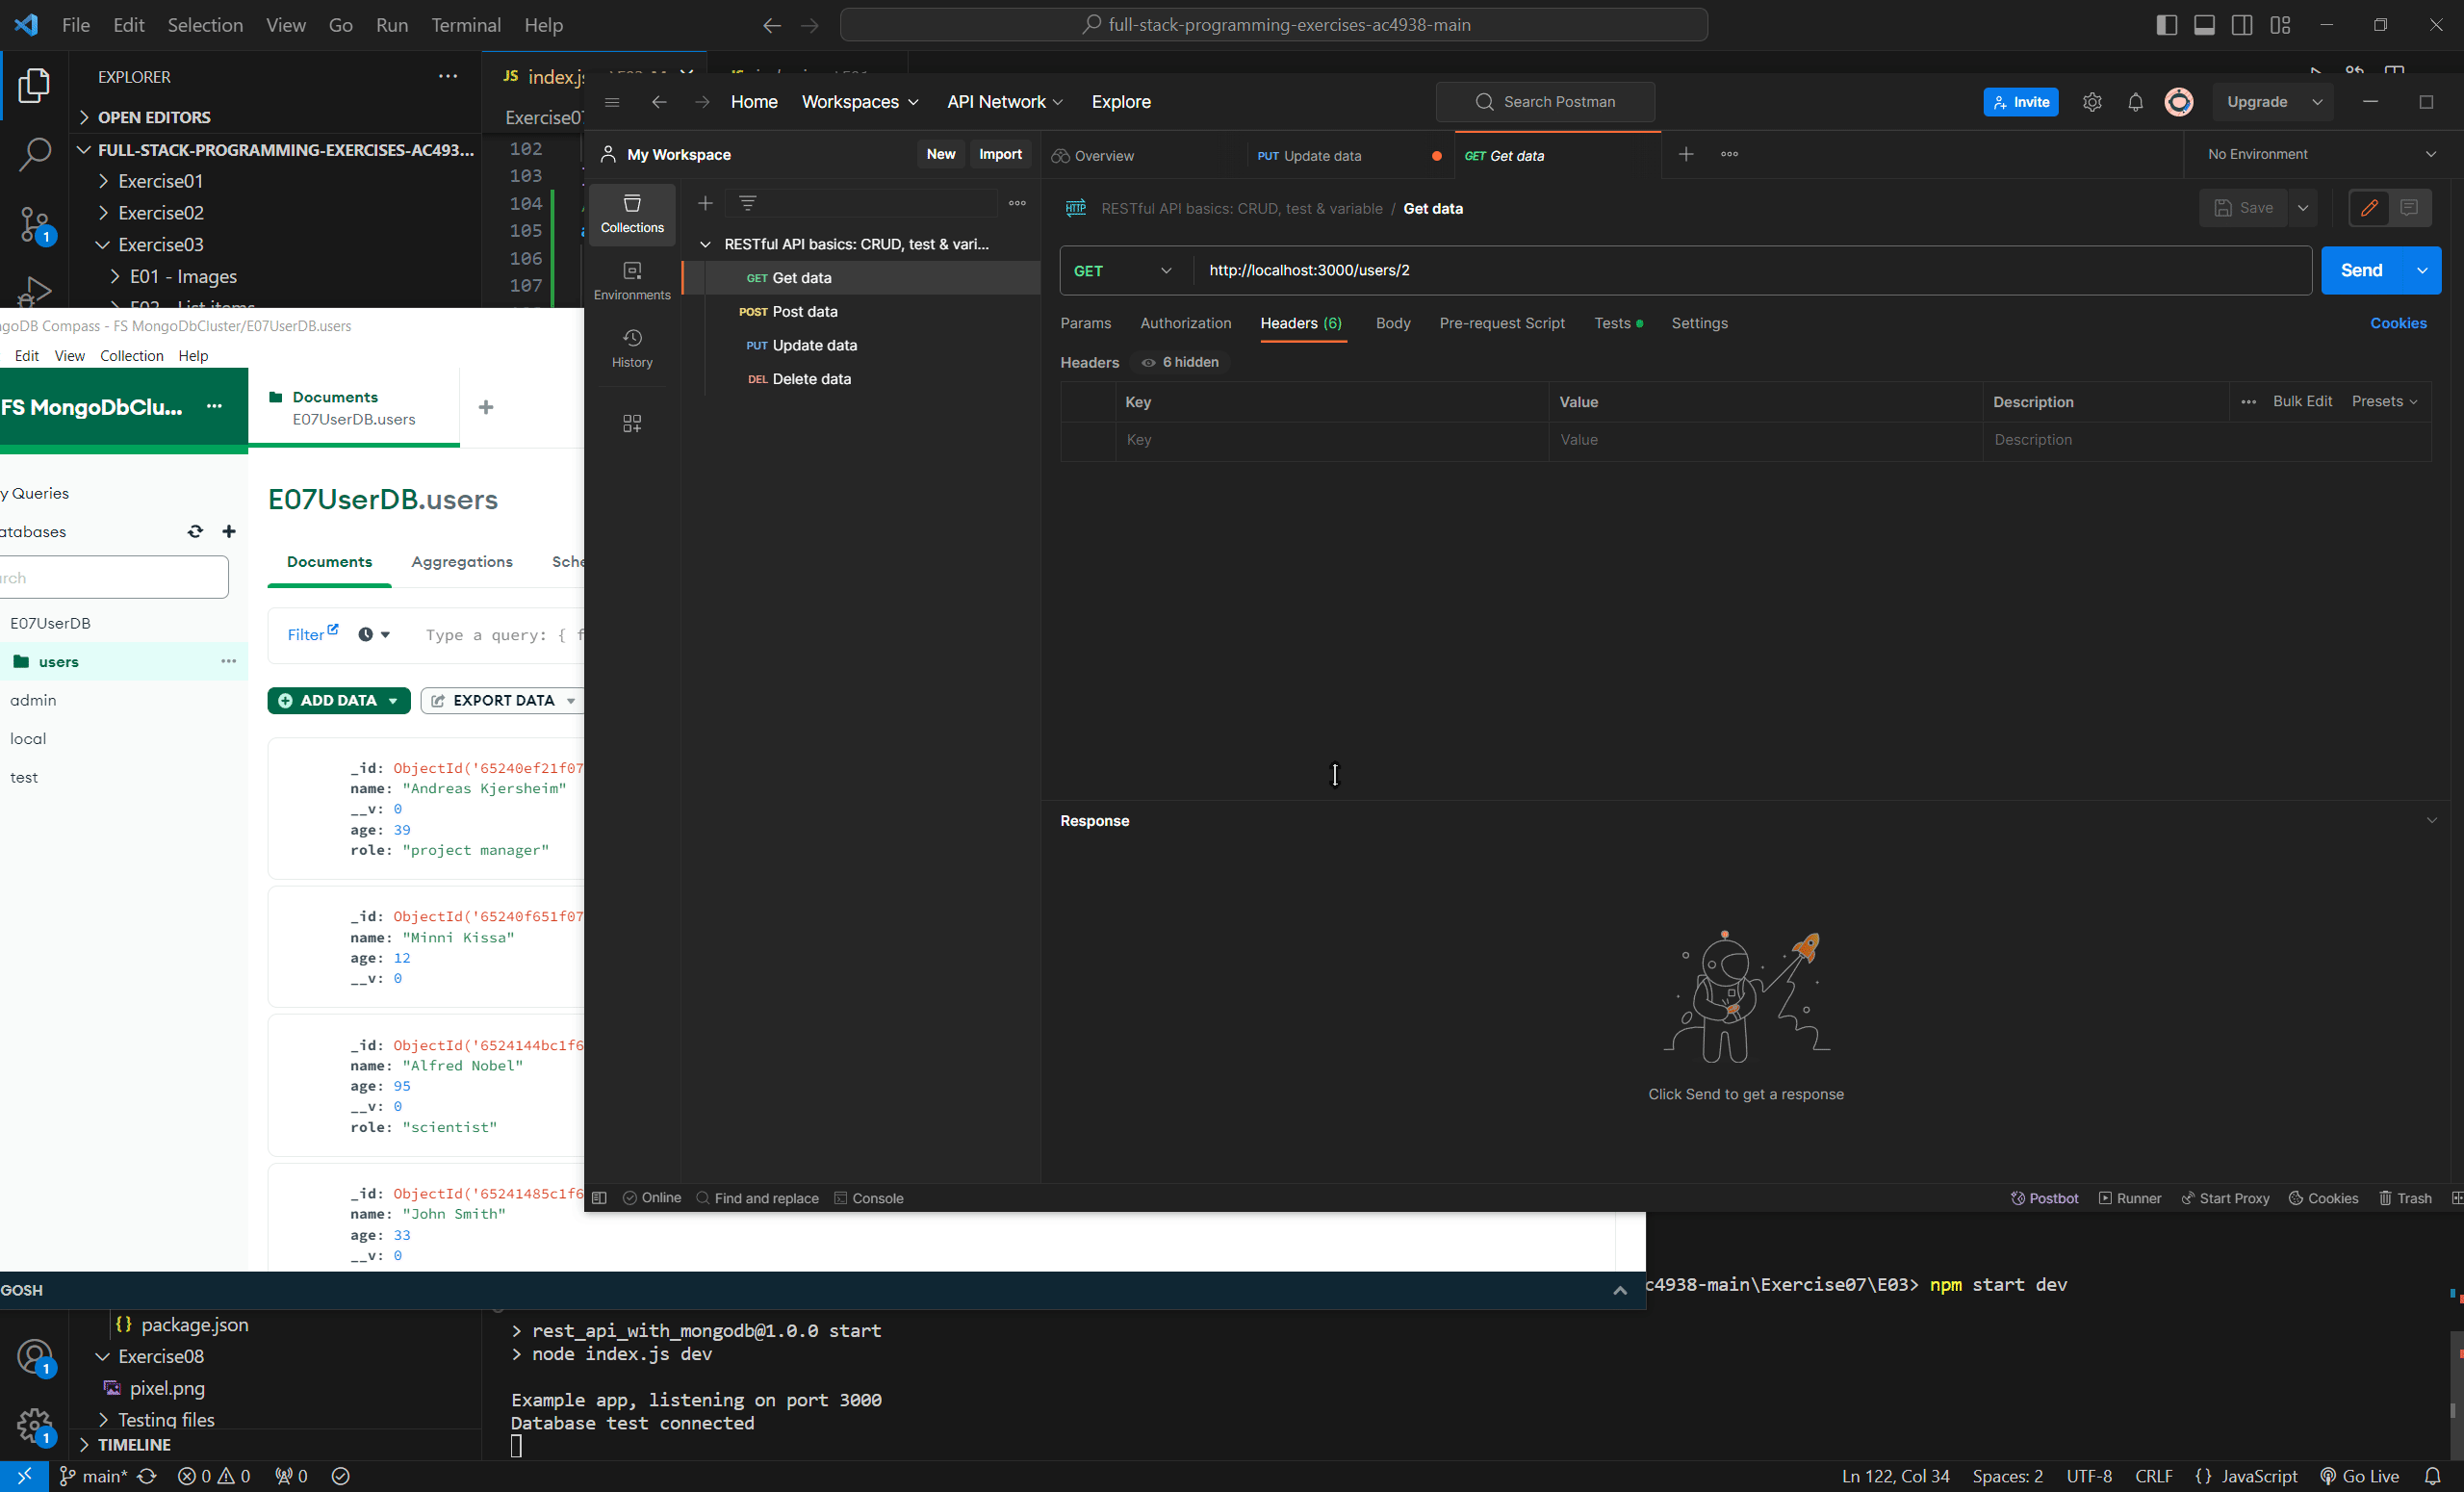 File Edit Selection View Go Run Terminal Help
full-stack-programming-exercises-ac4938-main
EXPLORER
OPEN EDITORS
FULL-STACK-PROGRAMMING-EXERCISES-AC493...
Exercise01
Exercise02
Exercise03
E01 - Images
JS index.js
102
103
104
105
106
107
Home Workspaces API Network Explore
Search Postman
Invite
Upgrade
My Workspace
New Import
Overview
PUT Update data
GET Get data
No Environment
Collections
Environments
History
RESTful API basics: CRUD, test & vari...
GET Get data
POST Post data
PUT Update data
DEL Delete data
HTTP RESTful API basics: CRUD, test & variable / Get data
Save
GET http://localhost:3000/users/2
Send
Params Authorization Headers (6) Body Pre-request Script Tests Settings
Cookies
Headers 6 hidden
Key Value Description Bulk Edit Presets
Key Value Description
Response
Click Send to get a response
Online Find and replace Console
Postbot Runner Start Proxy Cookies Trash
goDB Compass - FS MongoDbCluster/E07UserDB.users
Edit View Collection Help
FS MongoDbClu...
Documents
E07UserDB.users
y Queries
atabases
rch
E07UserDB
users
admin
local
test
E07UserDB.users
Documents Aggregations Sche
Filter Type a query: { f
ADD DATA EXPORT DATA
_id: ObjectId('65240ef21f07
name: "Andreas Kjersheim"
__v: 0
age: 39
role: "project manager"
_id: ObjectId('65240f651f07
name: "Minni Kissa"
age: 12
__v: 0
_id: ObjectId('6524144bc1f6
name: "Alfred Nobel"
age: 95
__v: 0
role: "scientist"
_id: ObjectId('65241485c1f6
name: "John Smith"
age: 33
__v: 0
GOSH
c4938-main\Exercise07\E03> npm start dev
> rest_api_with_mongodb@1.0.0 start
> node index.js dev
Example app, listening on port 3000
Database test connected
{} package.json
Exercise08
pixel.png
Testing files
TIMELINE
1
1
1
main* 0 0 0
Ln 122, Col 34 Spaces: 2 UTF-8 CRLF {} JavaScript Go Live